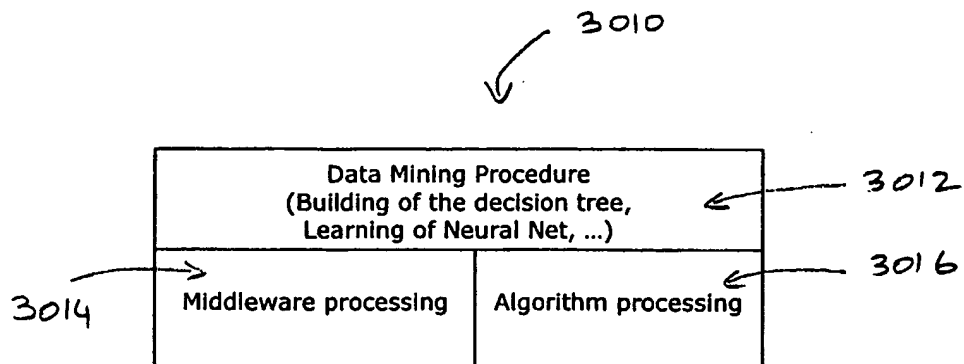 3010
Data Mining Procedure
(Building of the decision tree,
Learning of Neural Net, ...)
3012
Middleware processing
Algorithm processing
3014
3016